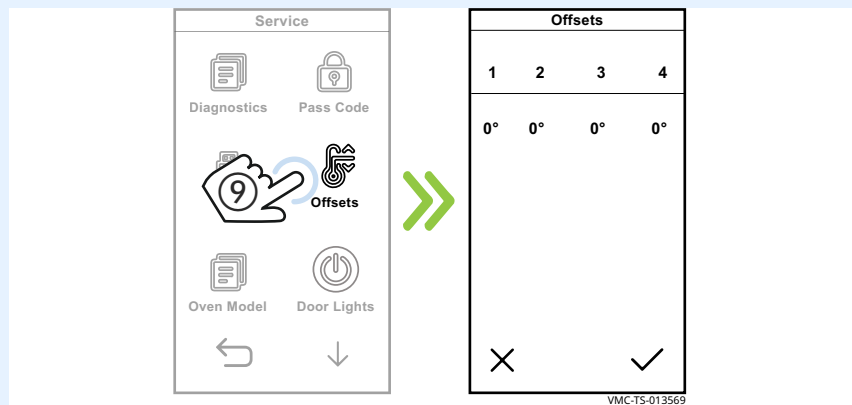 Service
Diagnostics
Pass Code
9
Offsets
Oven Model
Door Lights
Offsets
1 2 3 4
0° 0° 0° 0°
VMC-TS-013569